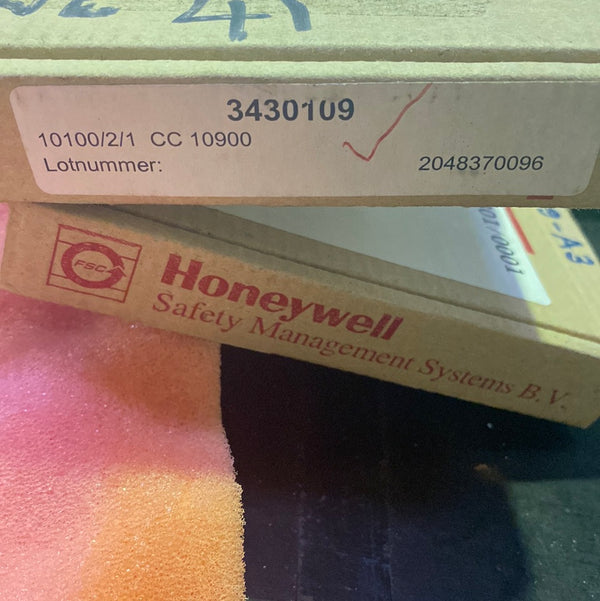 3430109
10100/2/1 CC 10900
Lotnummer: 2048370096
FSC
Honeywell
Safety Management Systems B.V.